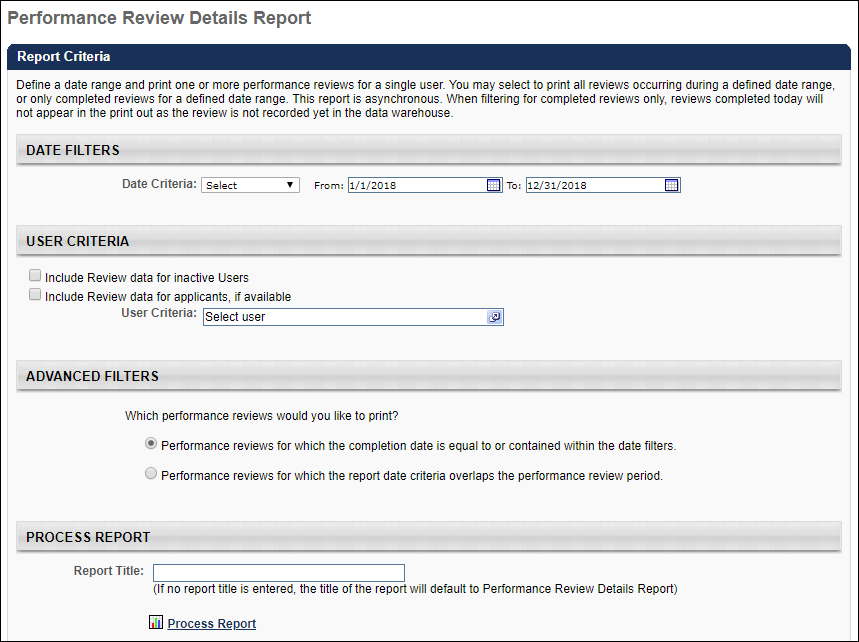 Performance Review Details Report
Report Criteria
Define a date range and print one or more performance reviews for a single user. You may select to print all reviews occurring during a defined date range,
or only completed reviews for a defined date range. This report is asynchronous. When filtering for completed reviews only, reviews completed today will
not appear in the print out as the review is not recorded yet in the data warehouse.
DATE FILTERS
Date Criteria: Select From: 1/1/2018 To: 12/31/2018
USER CRITERIA
Include Review data for inactive Users
Include Review data for applicants, if available
User Criteria: Select user
ADVANCED FILTERS
Which performance reviews would you like to print?
Performance reviews for which the completion date is equal to or contained within the date filters.
Performance reviews for which the report date criteria overlaps the performance review period.
PROCESS REPORT
Report Title:
(If no report title is entered, the title of the report will default to Performance Review Details Report)
Process Report